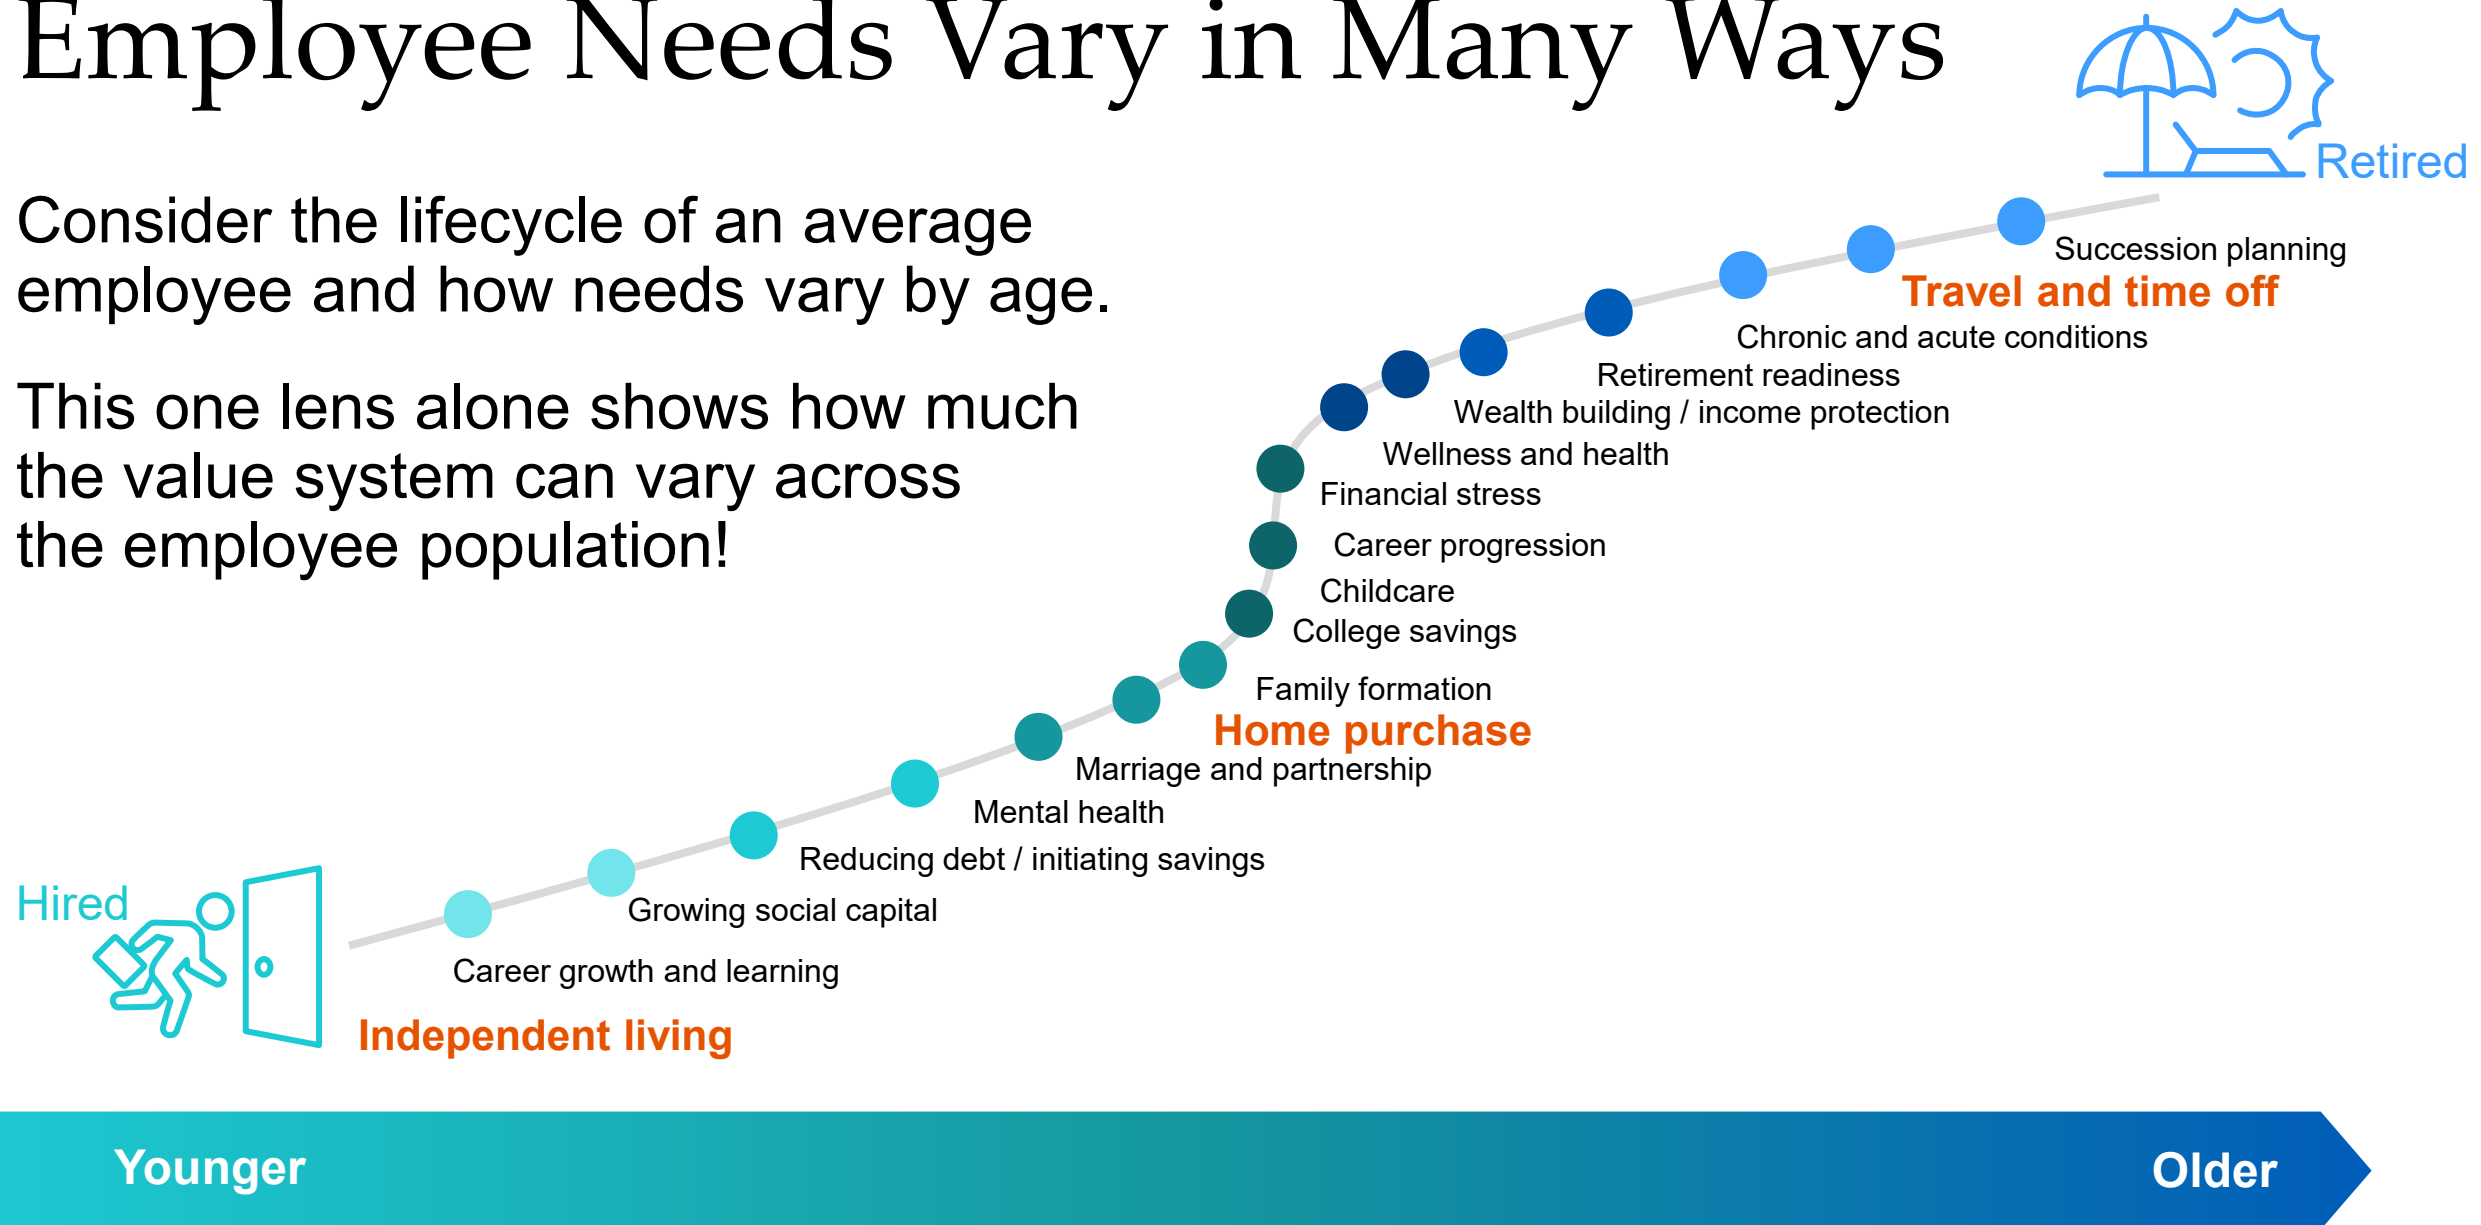 Employee Needs Vary in Many Ways
Consider the lifecycle of an average
employee and how needs vary by age.
This one lens alone shows how much
the value system can vary across
the employee population!
Retired
Succession planning
Travel and time off
Chronic and acute conditions
Retirement readiness
Wealth building / income protection
Wellness and health
Financial stress
Career progression
Childcare
College savings
Family formation
Home purchase
Marriage and partnership
Mental health
Reducing debt / initiating savings
Growing social capital
Hired
Career growth and learning
Independent living
Younger
Older